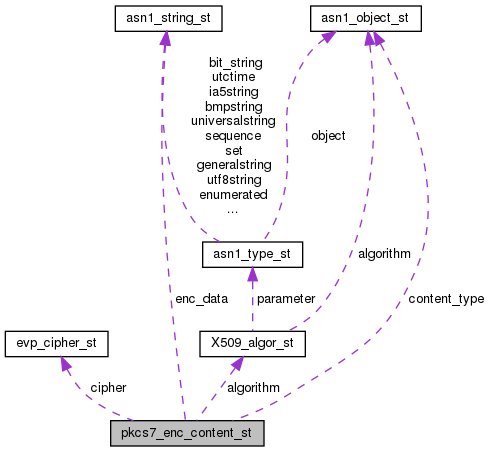 asn1_string_st
asn1_object_st
bit_string
utctime
ia5string
bmpstring
universalstring
sequence
set
generalstring
utf8string
enumerated
...
object
asn1_type_st
algorithm
enc_data
parameter
content_type
evp_cipher_st
X509_algor_st
cipher
algorithm
pkcs7_enc_content_st